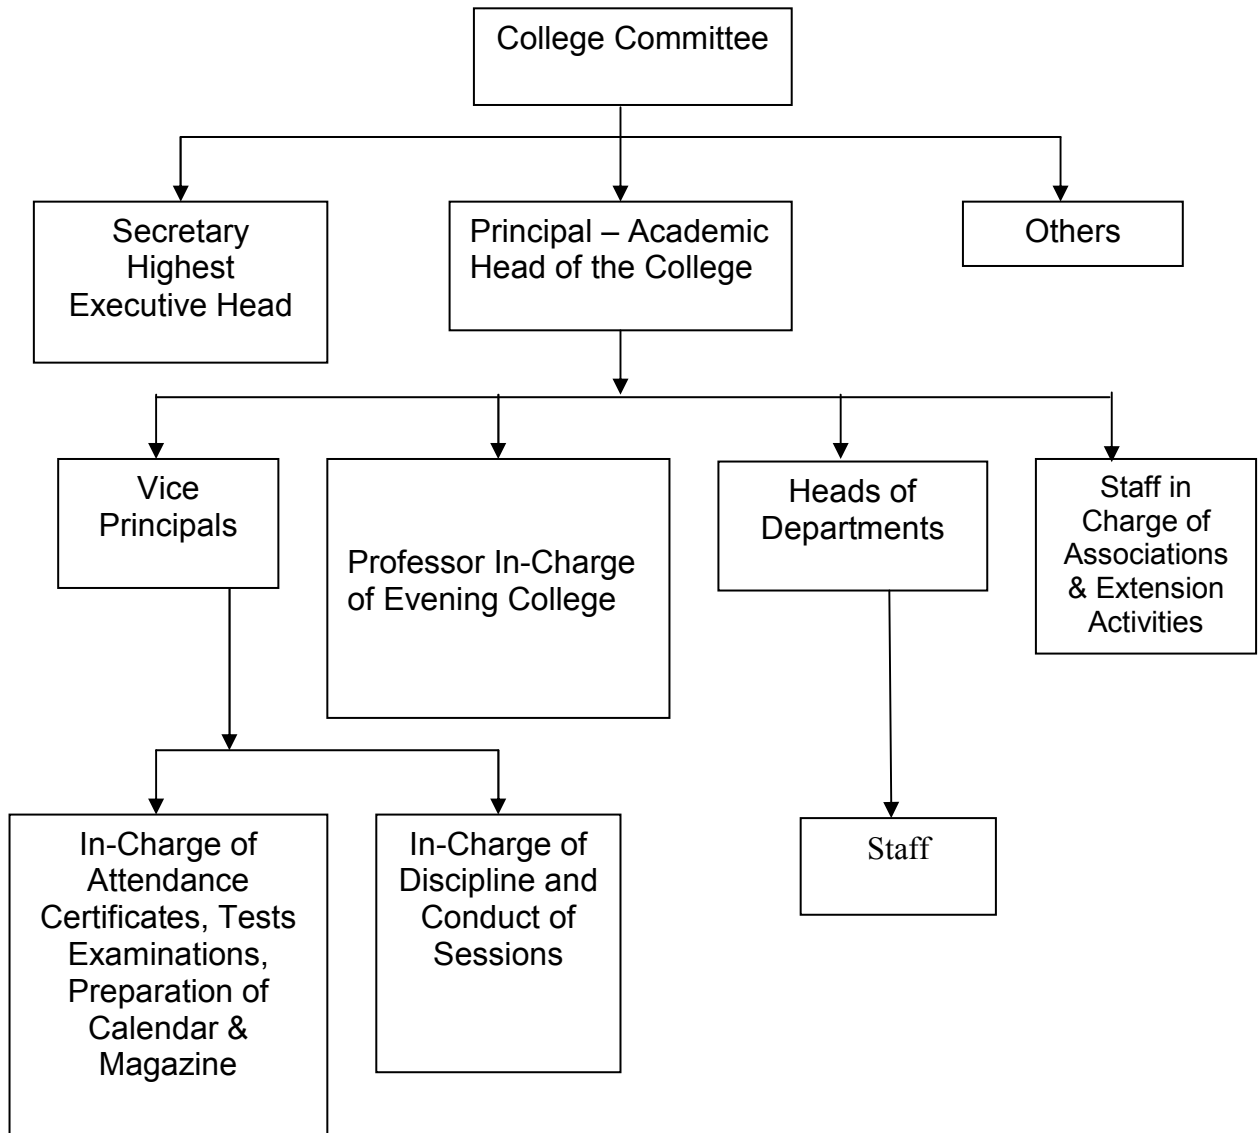 College Committee
Secretary
Highest
Executive Head
Principal – Academic
Head of the College
Others
Vice
Principals
Professor In-Charge
of Evening College
Heads of
Departments
Staff in
Charge of
Associations
& Extension
Activities
In-Charge of
Attendance
Certificates, Tests
Examinations,
Preparation of
Calendar &
Magazine
In-Charge of
Discipline and
Conduct of
Sessions
Staff